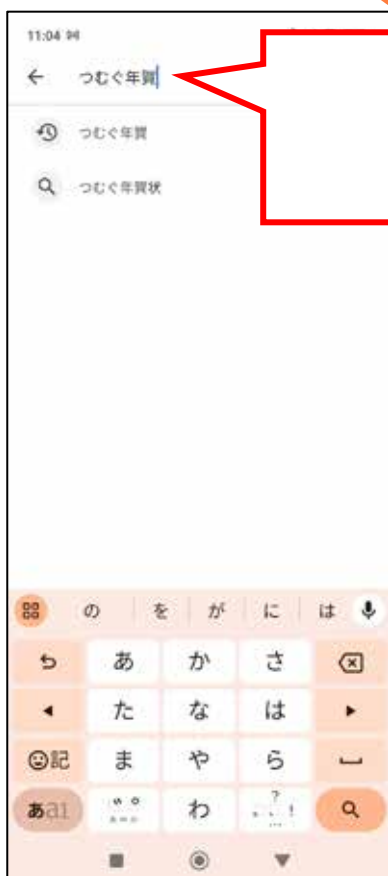 11:04
つむぐ年賀
つむぐ年賀
つむぐ年賀状
の を が に は
あ か さ
た な は
記 ま や ら
あa1 わ 、。?!…